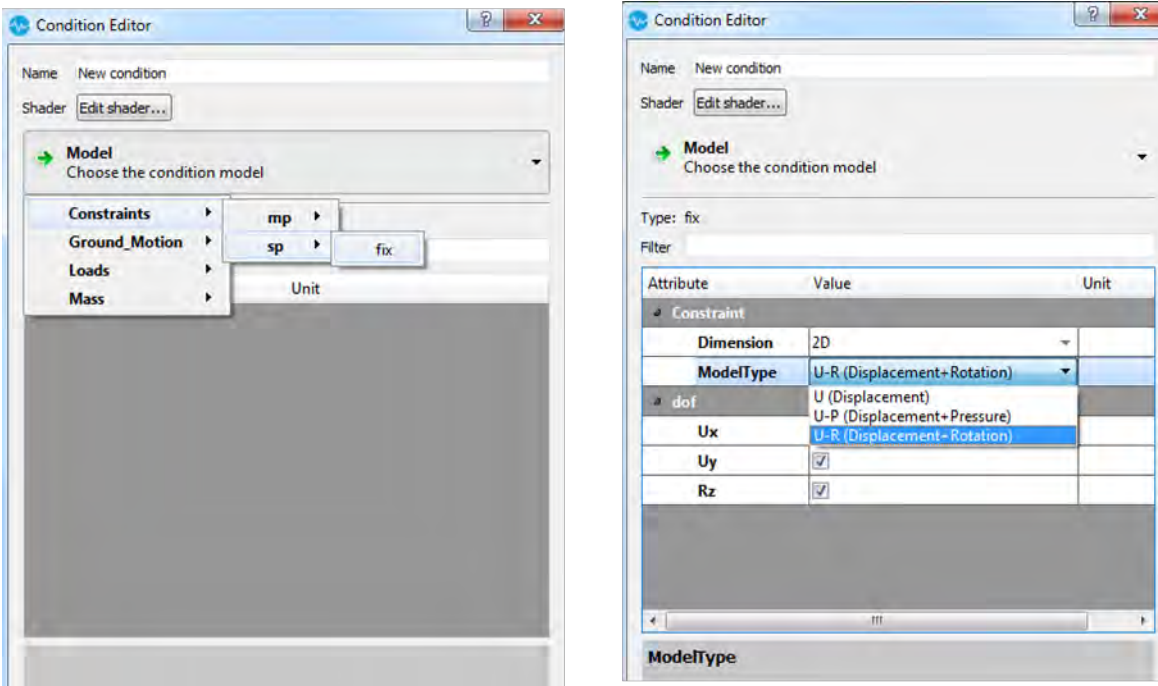 Condition Editor
Name New condition
Shader Edit shader...
Model
Choose the condition model
Constraints
mp
Ground_Motion
sp
fix
Loads
Mass
Unit
Condition Editor
Name New condition
Shader Edit shader...
Model
Choose the condition model
Type: fix
Filter
Attribute Value Unit
Constraint
Dimension 2D
ModelType U-R (Displacement+Rotation)
dof
U (Displacement)
U-P (Displacement+Pressure)
U-R (Displacement+Rotation)
Ux
Uy
Rz
ModelType